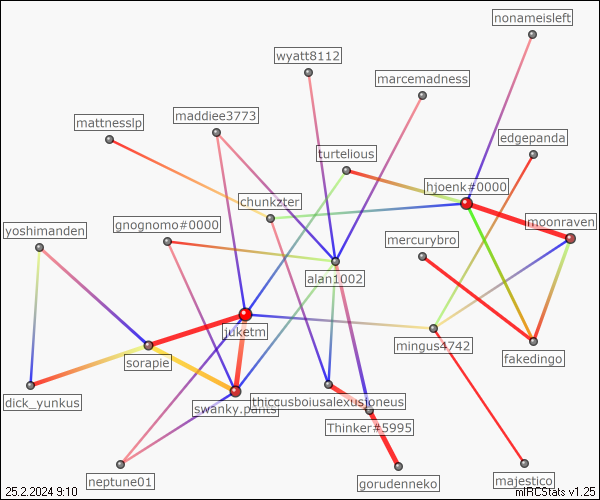 nonameisleft
wyatt8112
marcemadness
maddiee3773
mattnesslp
edgepanda
turtelious
hjoenk#0000
chunkzter
gnognomo#0000
moonraven
yoshimanden
mercurybro
alan1002
juketm
mingus4742
fakedingo
sorapie
thiccusboiusalexusjoneus
dick_yunkus
swanky.pants
Thinker#5995
neptune01
gorudenneko
majestico
25.2.2024 9:10
mIRCStats v1.25